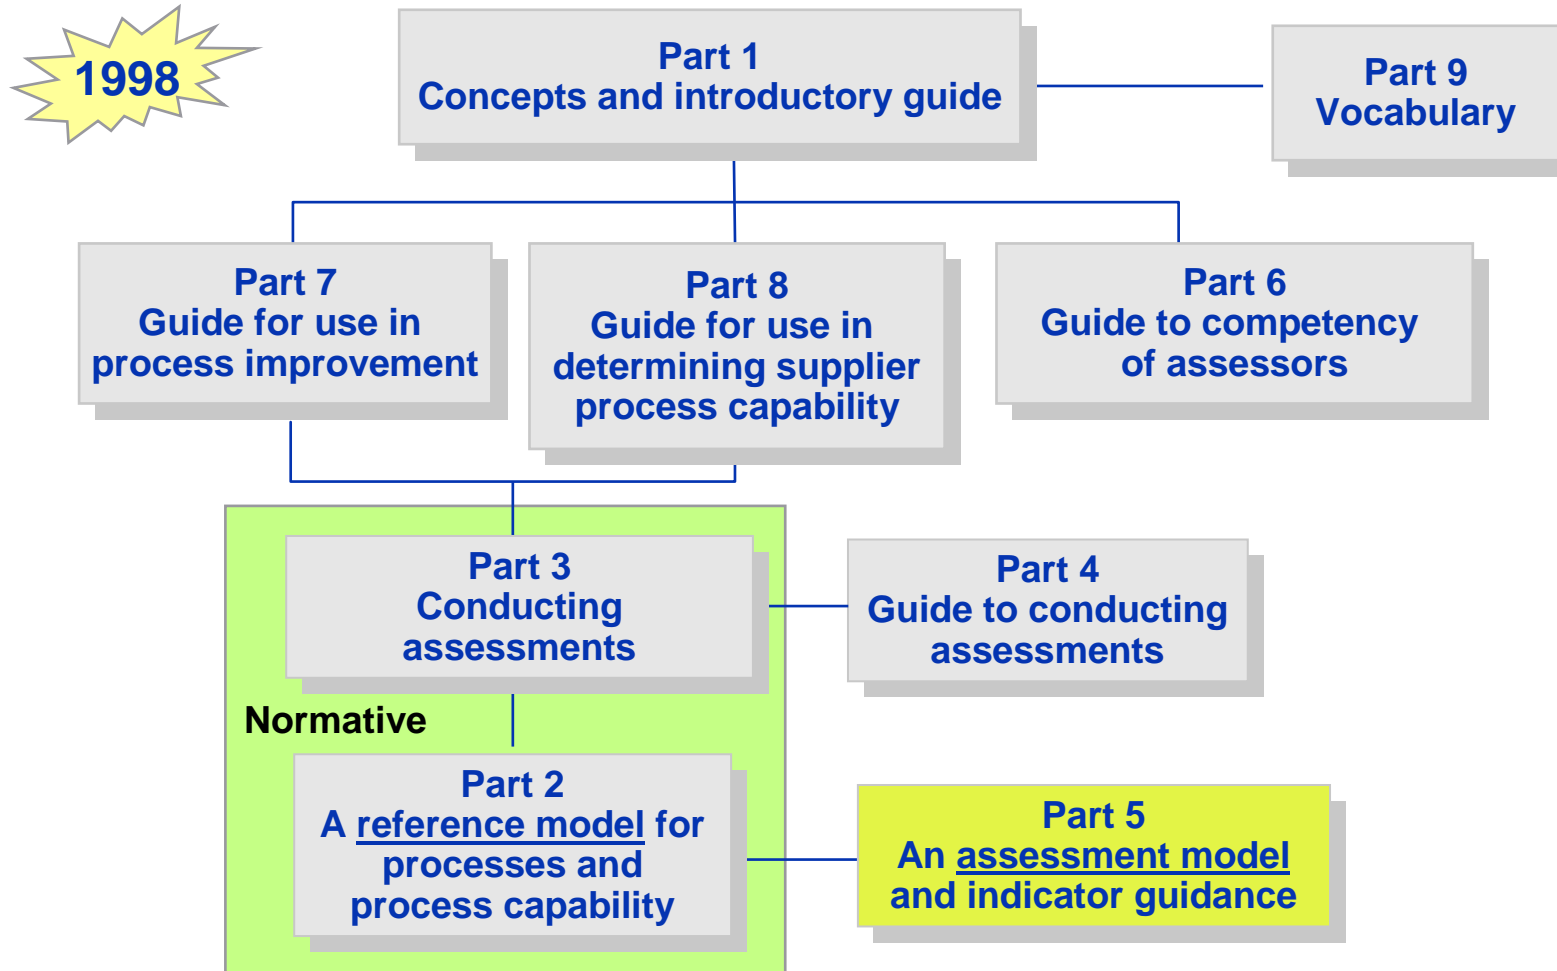 1998
Part 1
Concepts and introductory guide
Part 9
Vocabulary
Part 7
Guide for use in
process improvement
Part 8
Guide for use in
determining supplier
process capability
Part 6
Guide to competency
of assessors
Part 3
Conducting
assessments
Part 4
Guide to conducting
assessments
Normative
Part 2
A reference model for
processes and
process capability
Part 5
An assessment model
and indicator guidance